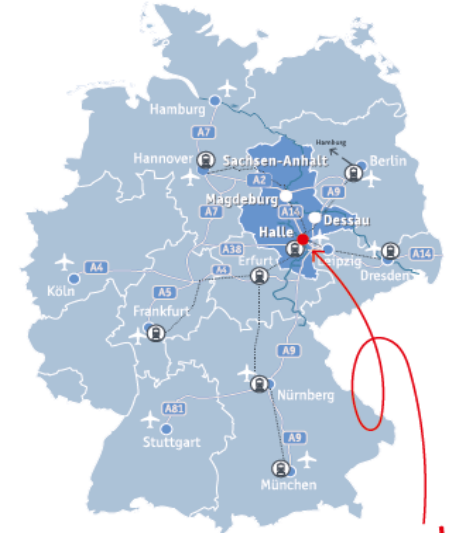 Hamburg
A7
Hamburg
Hannover
Sachsen-Anhalt
Berlin
A2
A9
Magdeburg
A7
A14
Dessau
Halle
A38
Erfurt
Leipzig
A14
A4
A4
Dresden
Köln
A5
Frankfurt
A9
Nürnberg
A81
Stuttgart
A9
München